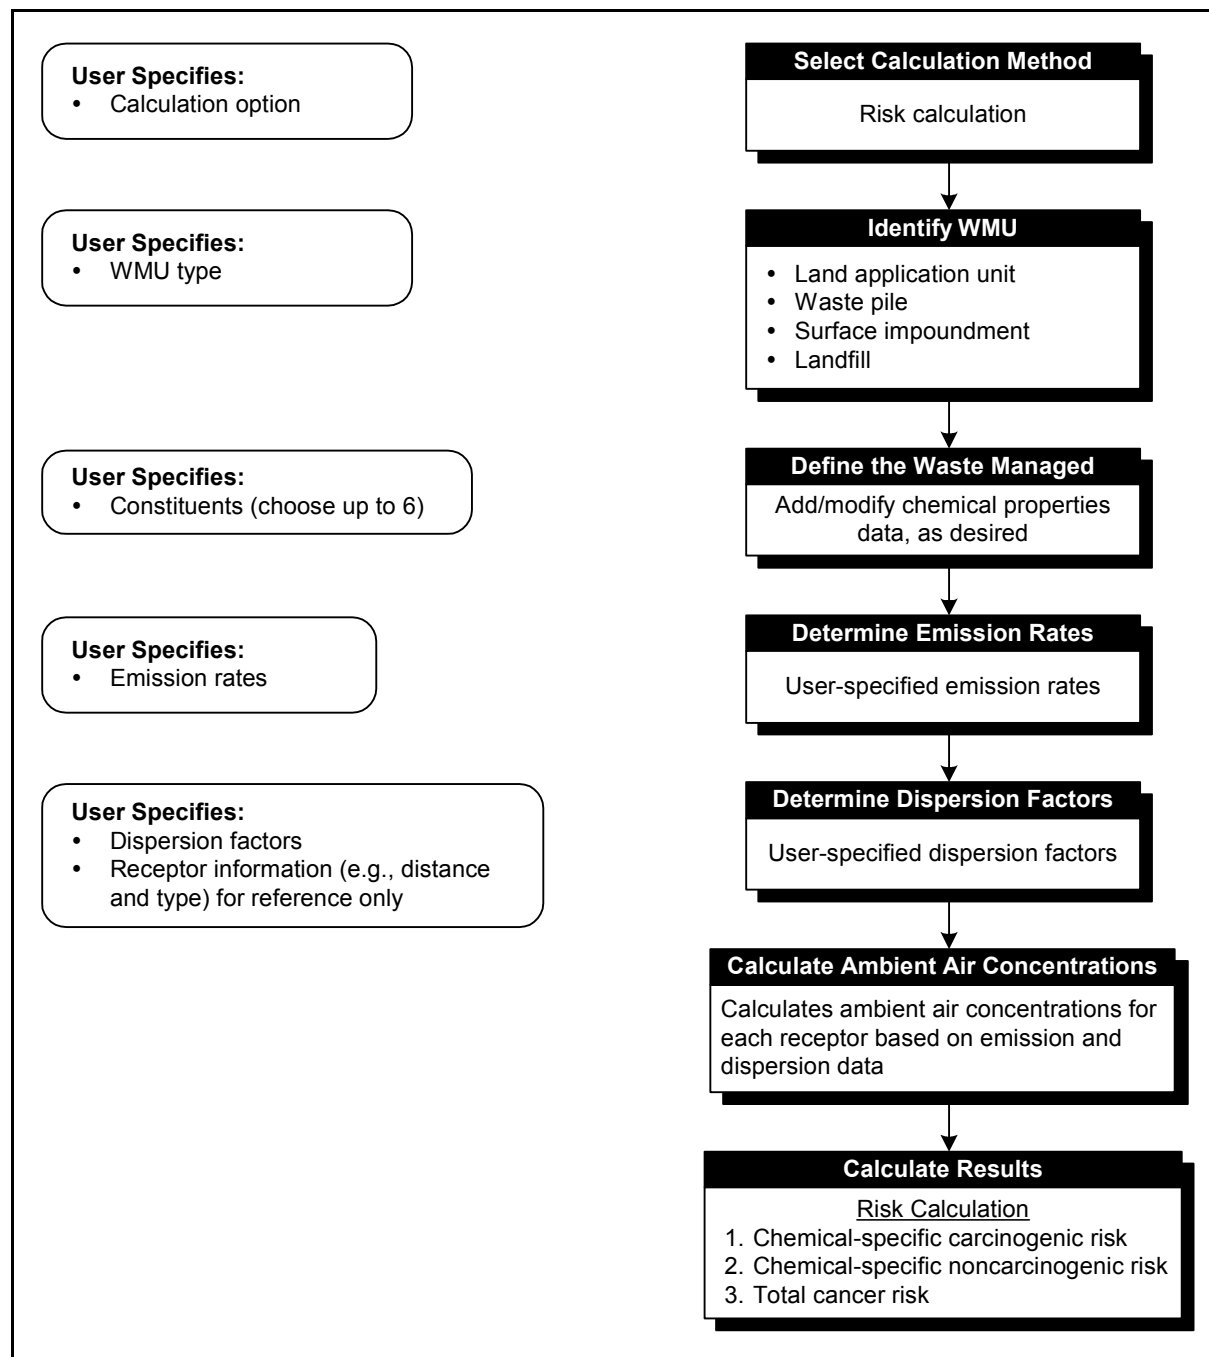 User Specifies:
• Calculation option
Select Calculation Method
Risk calculation
User Specifies:
• WMU type
Identify WMU
• Land application unit
• Waste pile
• Surface impoundment
• Landfill
User Specifies:
• Constituents (choose up to 6)
Define the Waste Managed
Add/modify chemical properties
data, as desired
User Specifies:
• Emission rates
Determine Emission Rates
User-specified emission rates
User Specifies:
• Dispersion factors
• Receptor information (e.g., distance
and type) for reference only
Determine Dispersion Factors
User-specified dispersion factors
Calculate Ambient Air Concentrations
Calculates ambient air concentrations for
each receptor based on emission and
dispersion data
Calculate Results
Risk Calculation
1. Chemical-specific carcinogenic risk
2. Chemical-specific noncarcinogenic risk
3. Total cancer risk